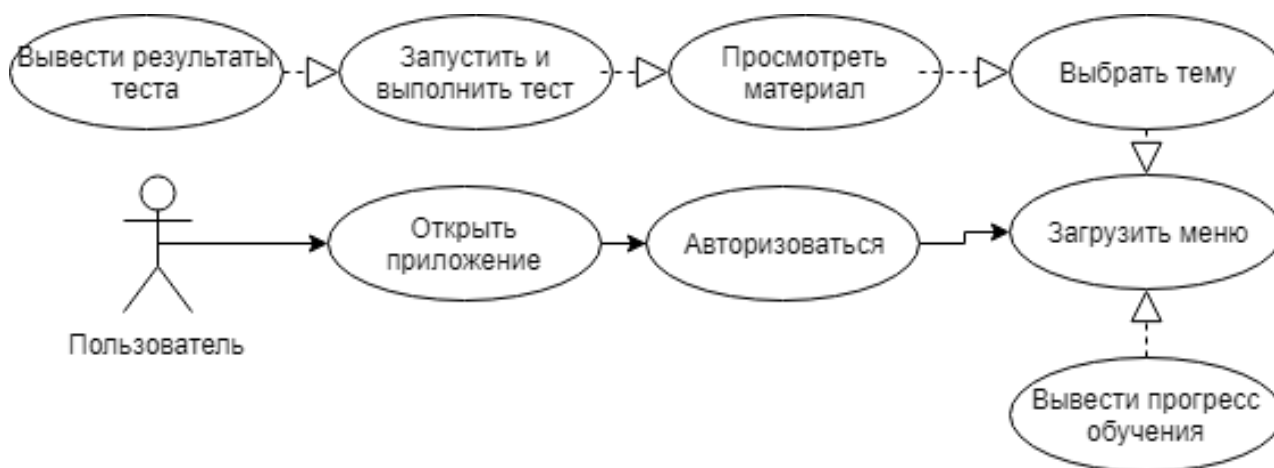 Вывести результаты
теста
Запустить и
выполнить тест
Просмотреть
материал
Выбрать тему
Открыть
приложение
Авторизоваться
Загрузить меню
Пользователь
Вывести прогресс
обучения